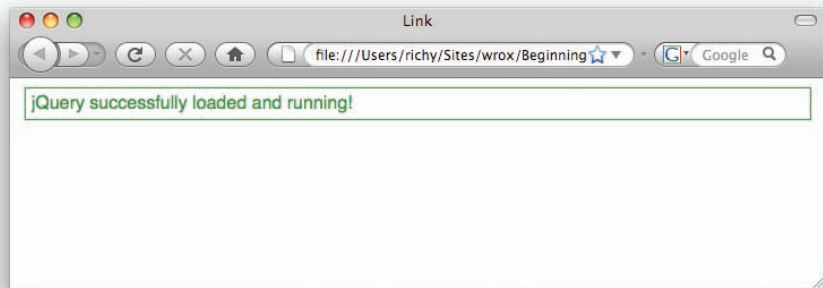 Link
file:///Users/richy/Sites/wrox/Beginning
Google
jQuery successfully loaded and running!